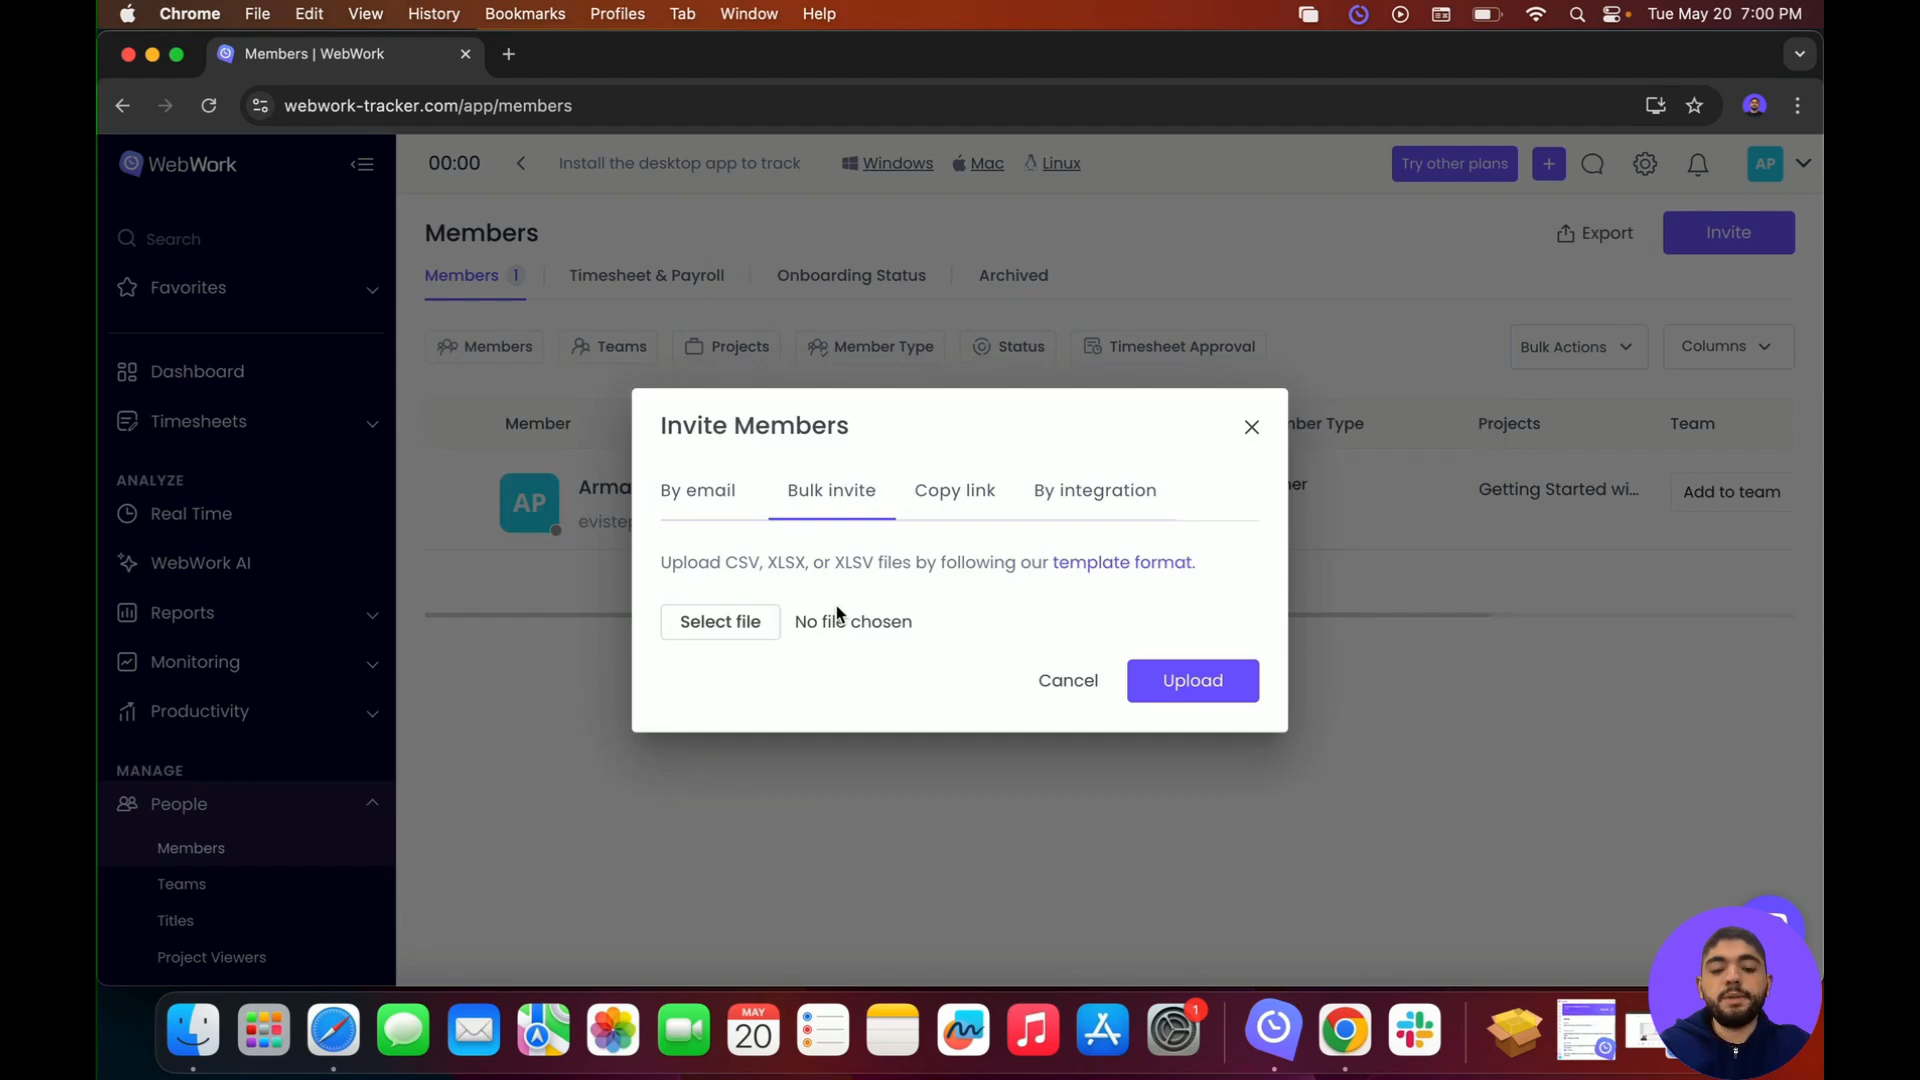 Chrome File Edit View History Bookmarks Profiles Tab Window Help Tue May 20 7:00 PM
Members | WebWork
webwork-tracker.com/app/members
WebWork
00:00 Install the desktop app to track Windows Mac Linux Try other plans AP
Search
Members Export Invite
Favorites
Members 1 Timesheet & Payroll Onboarding Status Archived
Members Teams Projects Member Type Status Timesheet Approval Bulk Actions Columns
Dashboard
Timesheets
Member nber Type Projects Team
Invite Members
ANALYZE
Real Time
WebWork AI
Reports
Monitoring
Productivity
AP Arma ner Getting Started wi... Add to team
evistep
By email Bulk invite Copy link By integration
Upload CSV, XLSX, or XLSV files by following our template format.
Select file No file chosen
Cancel Upload
MANAGE
People
Members
Teams
Titles
Project Viewers
MAY
20
1